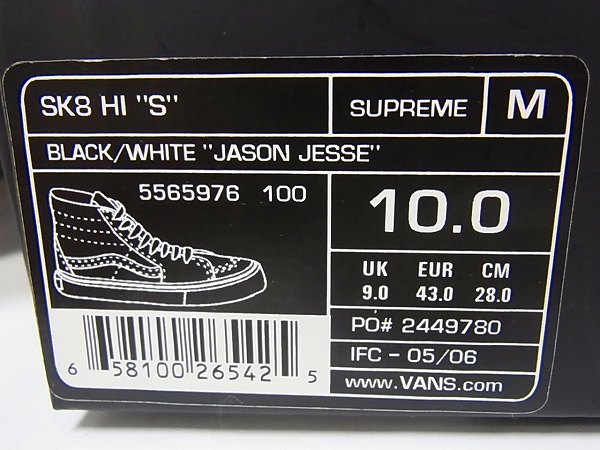 SK8 HI "S"
SUPREME
M
BLACK/WHITE "JASON JESSE"
5565976 100
10.0
UK EUR CM
9.0 43.0 28.0
PO# 2449780
IFC - 05/06
www.VANS.com
6 58100 26542 5